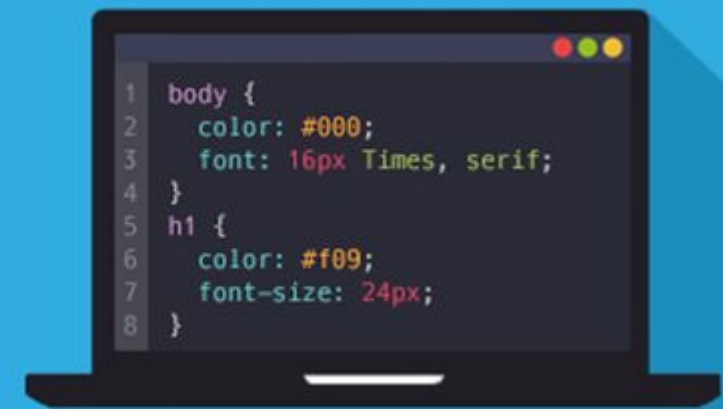 1 body {
2   color: #000;
3   font: 16px Times, serif;
4 }
5 h1 {
6   color: #f09;
7   font-size: 24px;
8 }